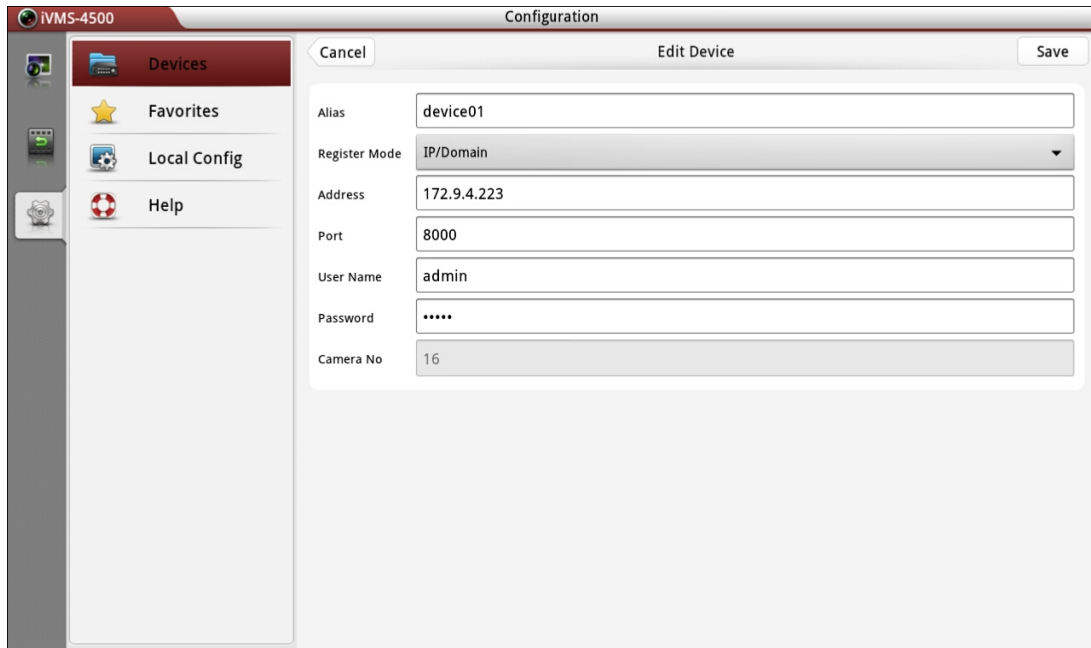 iVMS-4500
Configuration
Devices
Favorites
Local Config
Help
Cancel
Edit Device
Save
Alias
device01
Register Mode
IP/Domain
Address
172.9.4.223
Port
8000
User Name
admin
Password
•••••
Camera No
16